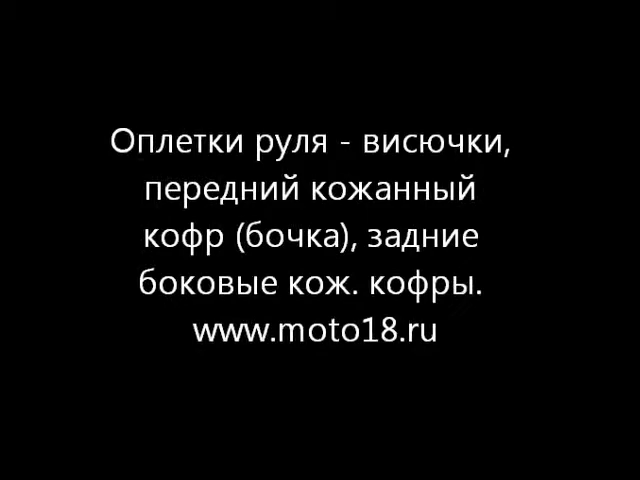 Оплетки руля - висючки,
передний кожанный
кофр (бочка), задние
боковые кож. кофры.
www.moto18.ru